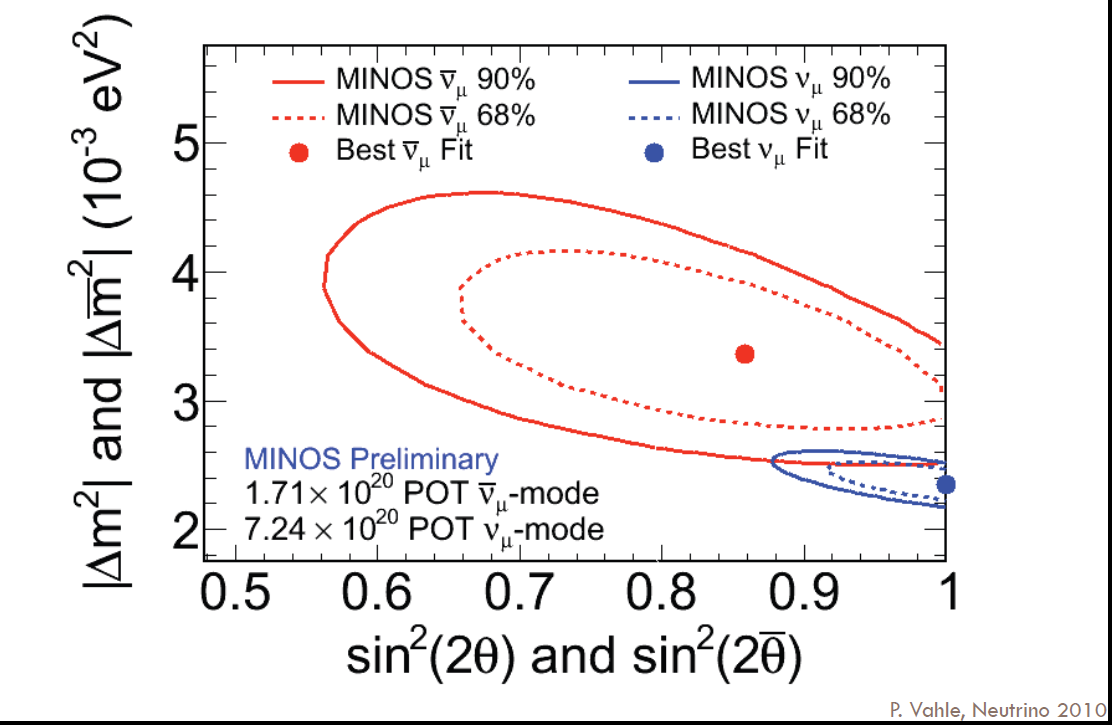 |Δm²| and |Δm̅²| (10⁻³ eV²)
MINOS ν̅μ 90%
MINOS ν̅μ 68%
Best ν̅μ Fit
MINOS νμ 90%
MINOS νμ 68%
Best νμ Fit
5
4
3
2
MINOS Preliminary
1.71× 10²⁰ POT ν̅μ-mode
7.24 × 10²⁰ POT νμ-mode
0.5 0.6 0.7 0.8 0.9 1
sin²(2θ) and sin²(2θ̅)
P. Vahle, Neutrino 2010